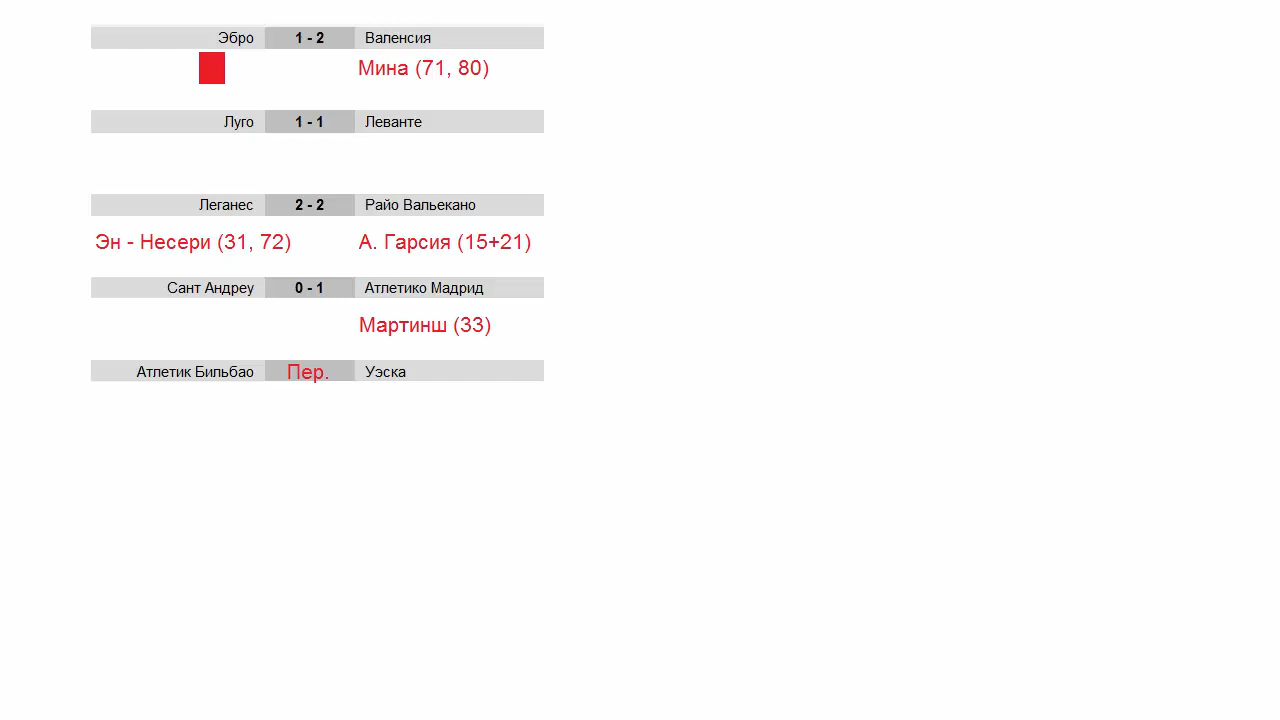 Эбро 1 - 2 Валенсия
Мина (71, 80)
Луго 1 - 1 Леванте
Леганес 2 - 2 Райо Вальекано
Эн - Несери (31, 72) А. Гарсия (15+21)
Сант Андреу 0 - 1 Атлетико Мадрид
Мартинш (33)
Атлетик Бильбао Пер. Уэска